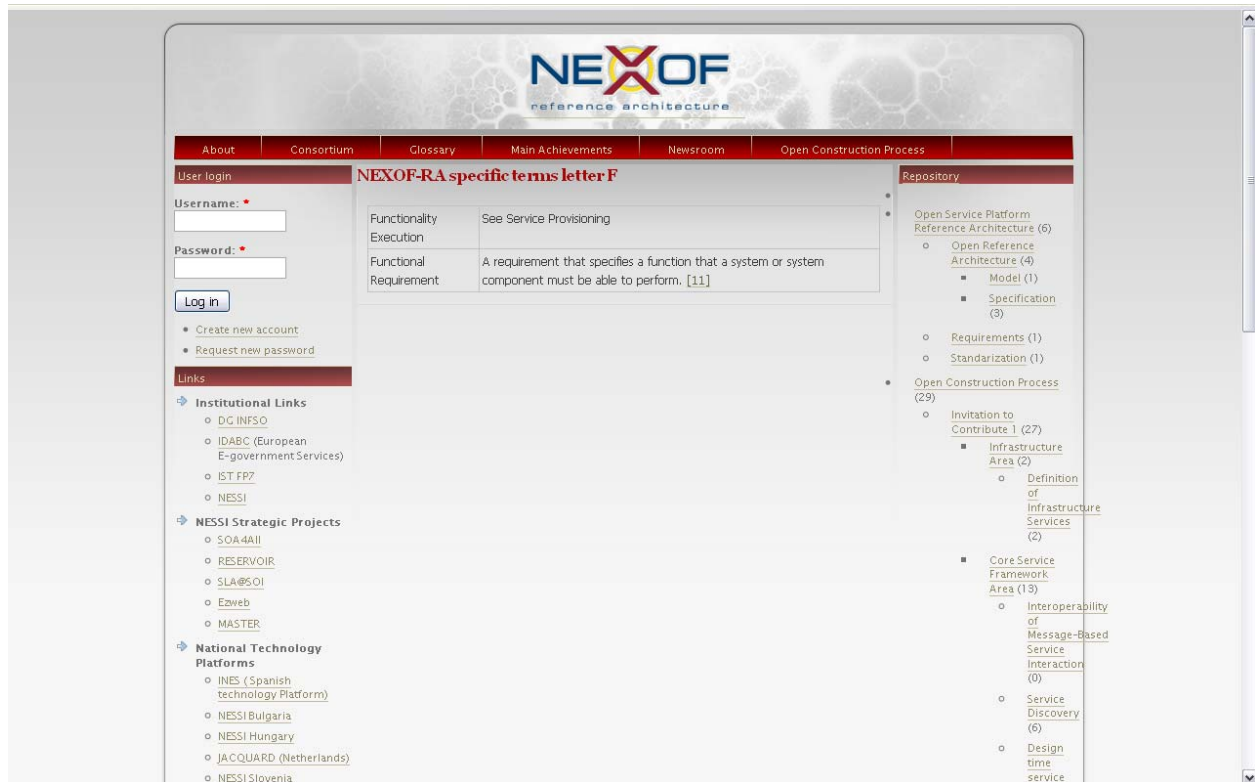 NEXOF
reference architecture
About Consortium Glossary Main Achievements Newsroom Open Construction Process
User login
Username: *
Password: *
Log in
Create new account
Request new password
Links
Institutional Links
DG INFSO
IDABC (European
E-government Services)
IST FP7
NESSI
NESSI Strategic Projects
SOA4All
RESERVOIR
SLA@SOI
Ezweb
MASTER
National Technology
Platforms
INES (Spanish
technology Platform)
NESSI Bulgaria
NESSI Hungary
JACQUARD (Netherlands)
NESSI Slovenia
NEXOF-RA specific terms letter F
Functionality
Execution
See Service Provisioning
Functional
Requirement
A requirement that specifies a function that a system or system
component must be able to perform. [11]
Repository
Open Service Platform
Reference Architecture (6)
Open Reference
Architecture (4)
Model (1)
Specification
(3)
Requirements (1)
Standarization (1)
Open Construction Process
(29)
Invitation to
Contribute 1 (27)
Infrastructure
Area (2)
Definition
of
Infrastructure
Services
(2)
Core Service
Framework
Area (13)
Interoperability
of
Message-Based
Service
Interaction
(0)
Service
Discovery
(6)
Design
time
service